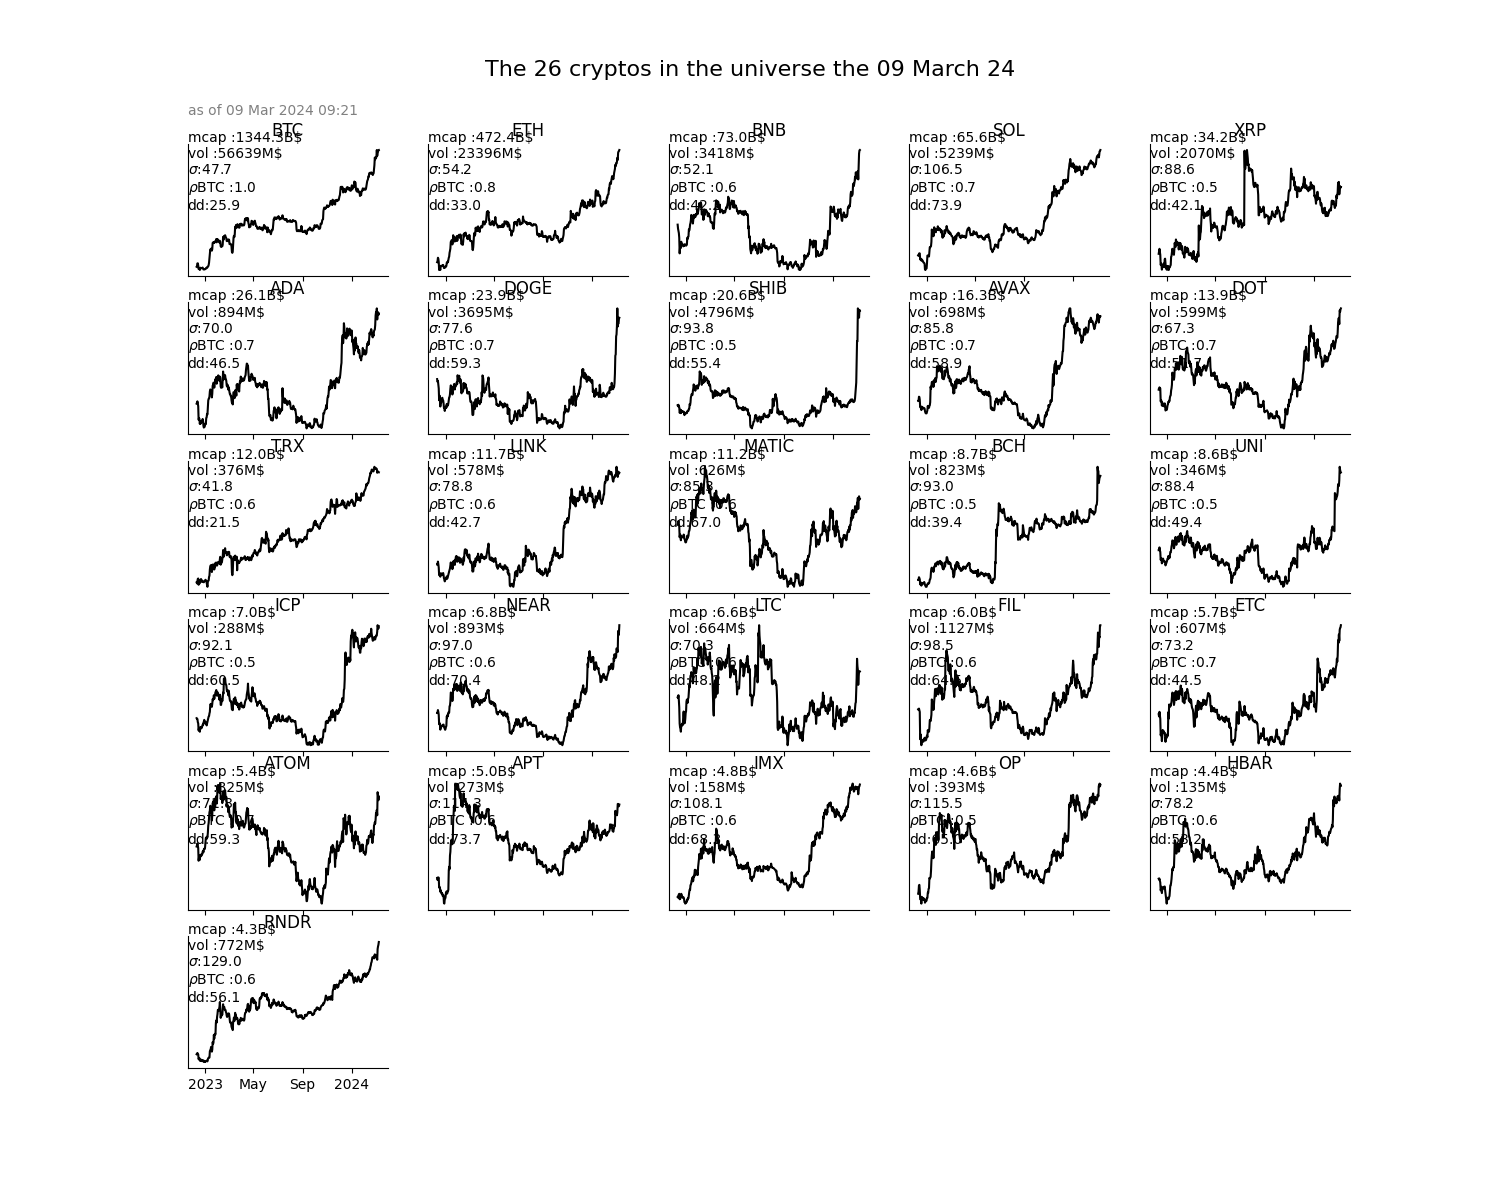 The 26 cryptos in the universe the 09 March 24
as of 09 Mar 2024 09:21
BTC
mcap :1344.3B$
vol :56639M$
σ:47.7
ρBTC :1.0
dd:25.9
ETH
mcap :472.4B$
vol :23396M$
σ:54.2
ρBTC :0.8
dd:33.0
BNB
mcap :73.0B$
vol :3418M$
σ:52.1
ρBTC :0.6
SOL
mcap :65.6B$
vol :5239M$
σ:106.5
ρBTC :0.7
dd:73.9
XRP
mcap :34.2B$
vol :2070M$
σ:88.6
ρBTC :0.5
dd:42.1
ADA
mcap :26.1B$
vol :894M$
σ:70.0
ρBTC :0.7
dd:46.5
DOGE
mcap :23.9B$
vol :3695M$
σ:77.6
ρBTC :0.7
dd:59.3
SHIB
mcap :20.6B$
vol :4796M$
σ:93.8
ρBTC :0.5
dd:55.4
AVAX
mcap :16.3B$
vol :698M$
σ:85.8
ρBTC :0.7
dd:58.9
DOT
mcap :13.9B$
vol :599M$
σ:67.3
ρBTC :0.7
TRX
mcap :12.0B$
vol :376M$
σ:41.8
ρBTC :0.6
dd:21.5
LINK
mcap :11.7B$
vol :578M$
σ:78.8
ρBTC :0.6
dd:42.7
MATIC
mcap :11.2B$
vol :626M$
ρBTC :0.6
dd:67.0
BCH
mcap :8.7B$
vol :823M$
σ:93.0
ρBTC :0.5
dd:39.4
UNI
mcap :8.6B$
vol :346M$
σ:88.4
ρBTC :0.5
dd:49.4
ICP
mcap :7.0B$
vol :288M$
σ:92.1
ρBTC :0.5
dd:60.5
NEAR
mcap :6.8B$
vol :893M$
σ:97.0
ρBTC :0.6
dd:70.4
LTC
mcap :6.6B$
vol :664M$
σ:70.3
ρBTC :0.6
FIL
mcap :6.0B$
vol :1127M$
σ:98.5
ρBTC :0.6
ETC
mcap :5.7B$
vol :607M$
σ:73.2
ρBTC :0.7
dd:44.5
ATOM
mcap :5.4B$
vol :325M$
ρBTC :0.7
dd:59.3
APT
mcap :5.0B$
vol :273M$
ρBTC :0.6
dd:73.7
IMX
mcap :4.8B$
vol :158M$
σ:108.1
ρBTC :0.6
OP
mcap :4.6B$
vol :393M$
σ:115.5
ρBTC :0.5
HBAR
mcap :4.4B$
vol :135M$
σ:78.2
ρBTC :0.6
RNDR
mcap :4.3B$
vol :772M$
σ:129.0
ρBTC :0.6
dd:56.1
2023 May Sep 2024